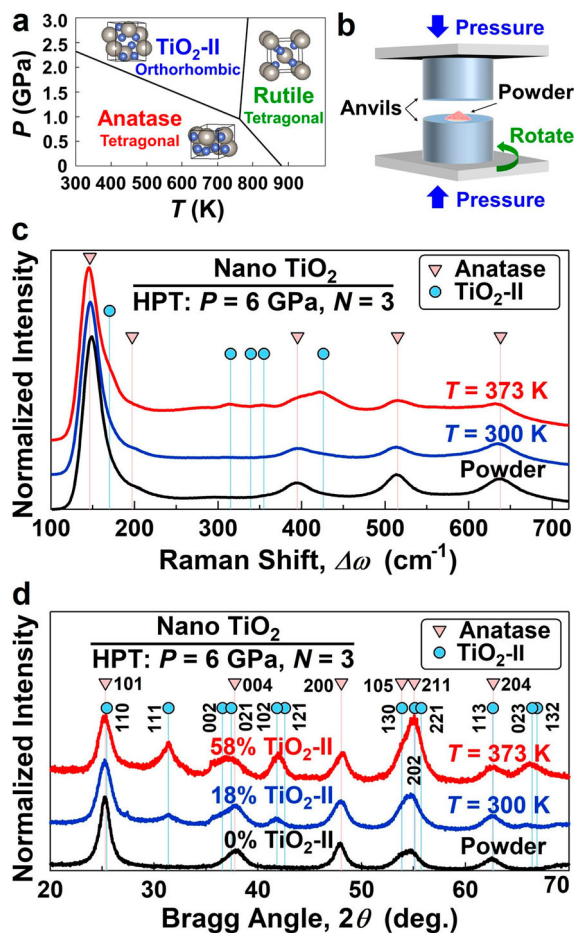 a
3.0
2.5
2.0
1.5
1.0
0.5
0
P (GPa)
TiO2-II
Orthorhombic
Rutile
Tetragonal
Anatase
Tetragonal
300 500 700 900
T (K)
b
Pressure
Anvils
Powder
Rotate
Pressure
c
Normalized Intensity
Nano TiO2
HPT: P = 6 GPa, N = 3
Anatase
TiO2-II
T = 373 K
T = 300 K
Powder
100 200 300 400 500 600 700
Raman Shift, Δω (cm-1)
d
Normalized Intensity
Nano TiO2
HPT: P = 6 GPa, N = 3
Anatase
TiO2-II
101 004 200 105 211 204
110 111 002 021 102 121 130 221 113 023 132
202
58% TiO2-II
T = 373 K
18% TiO2-II
T = 300 K
0% TiO2-II
Powder
20 30 40 50 60 70
Bragg Angle, 2θ (deg.)